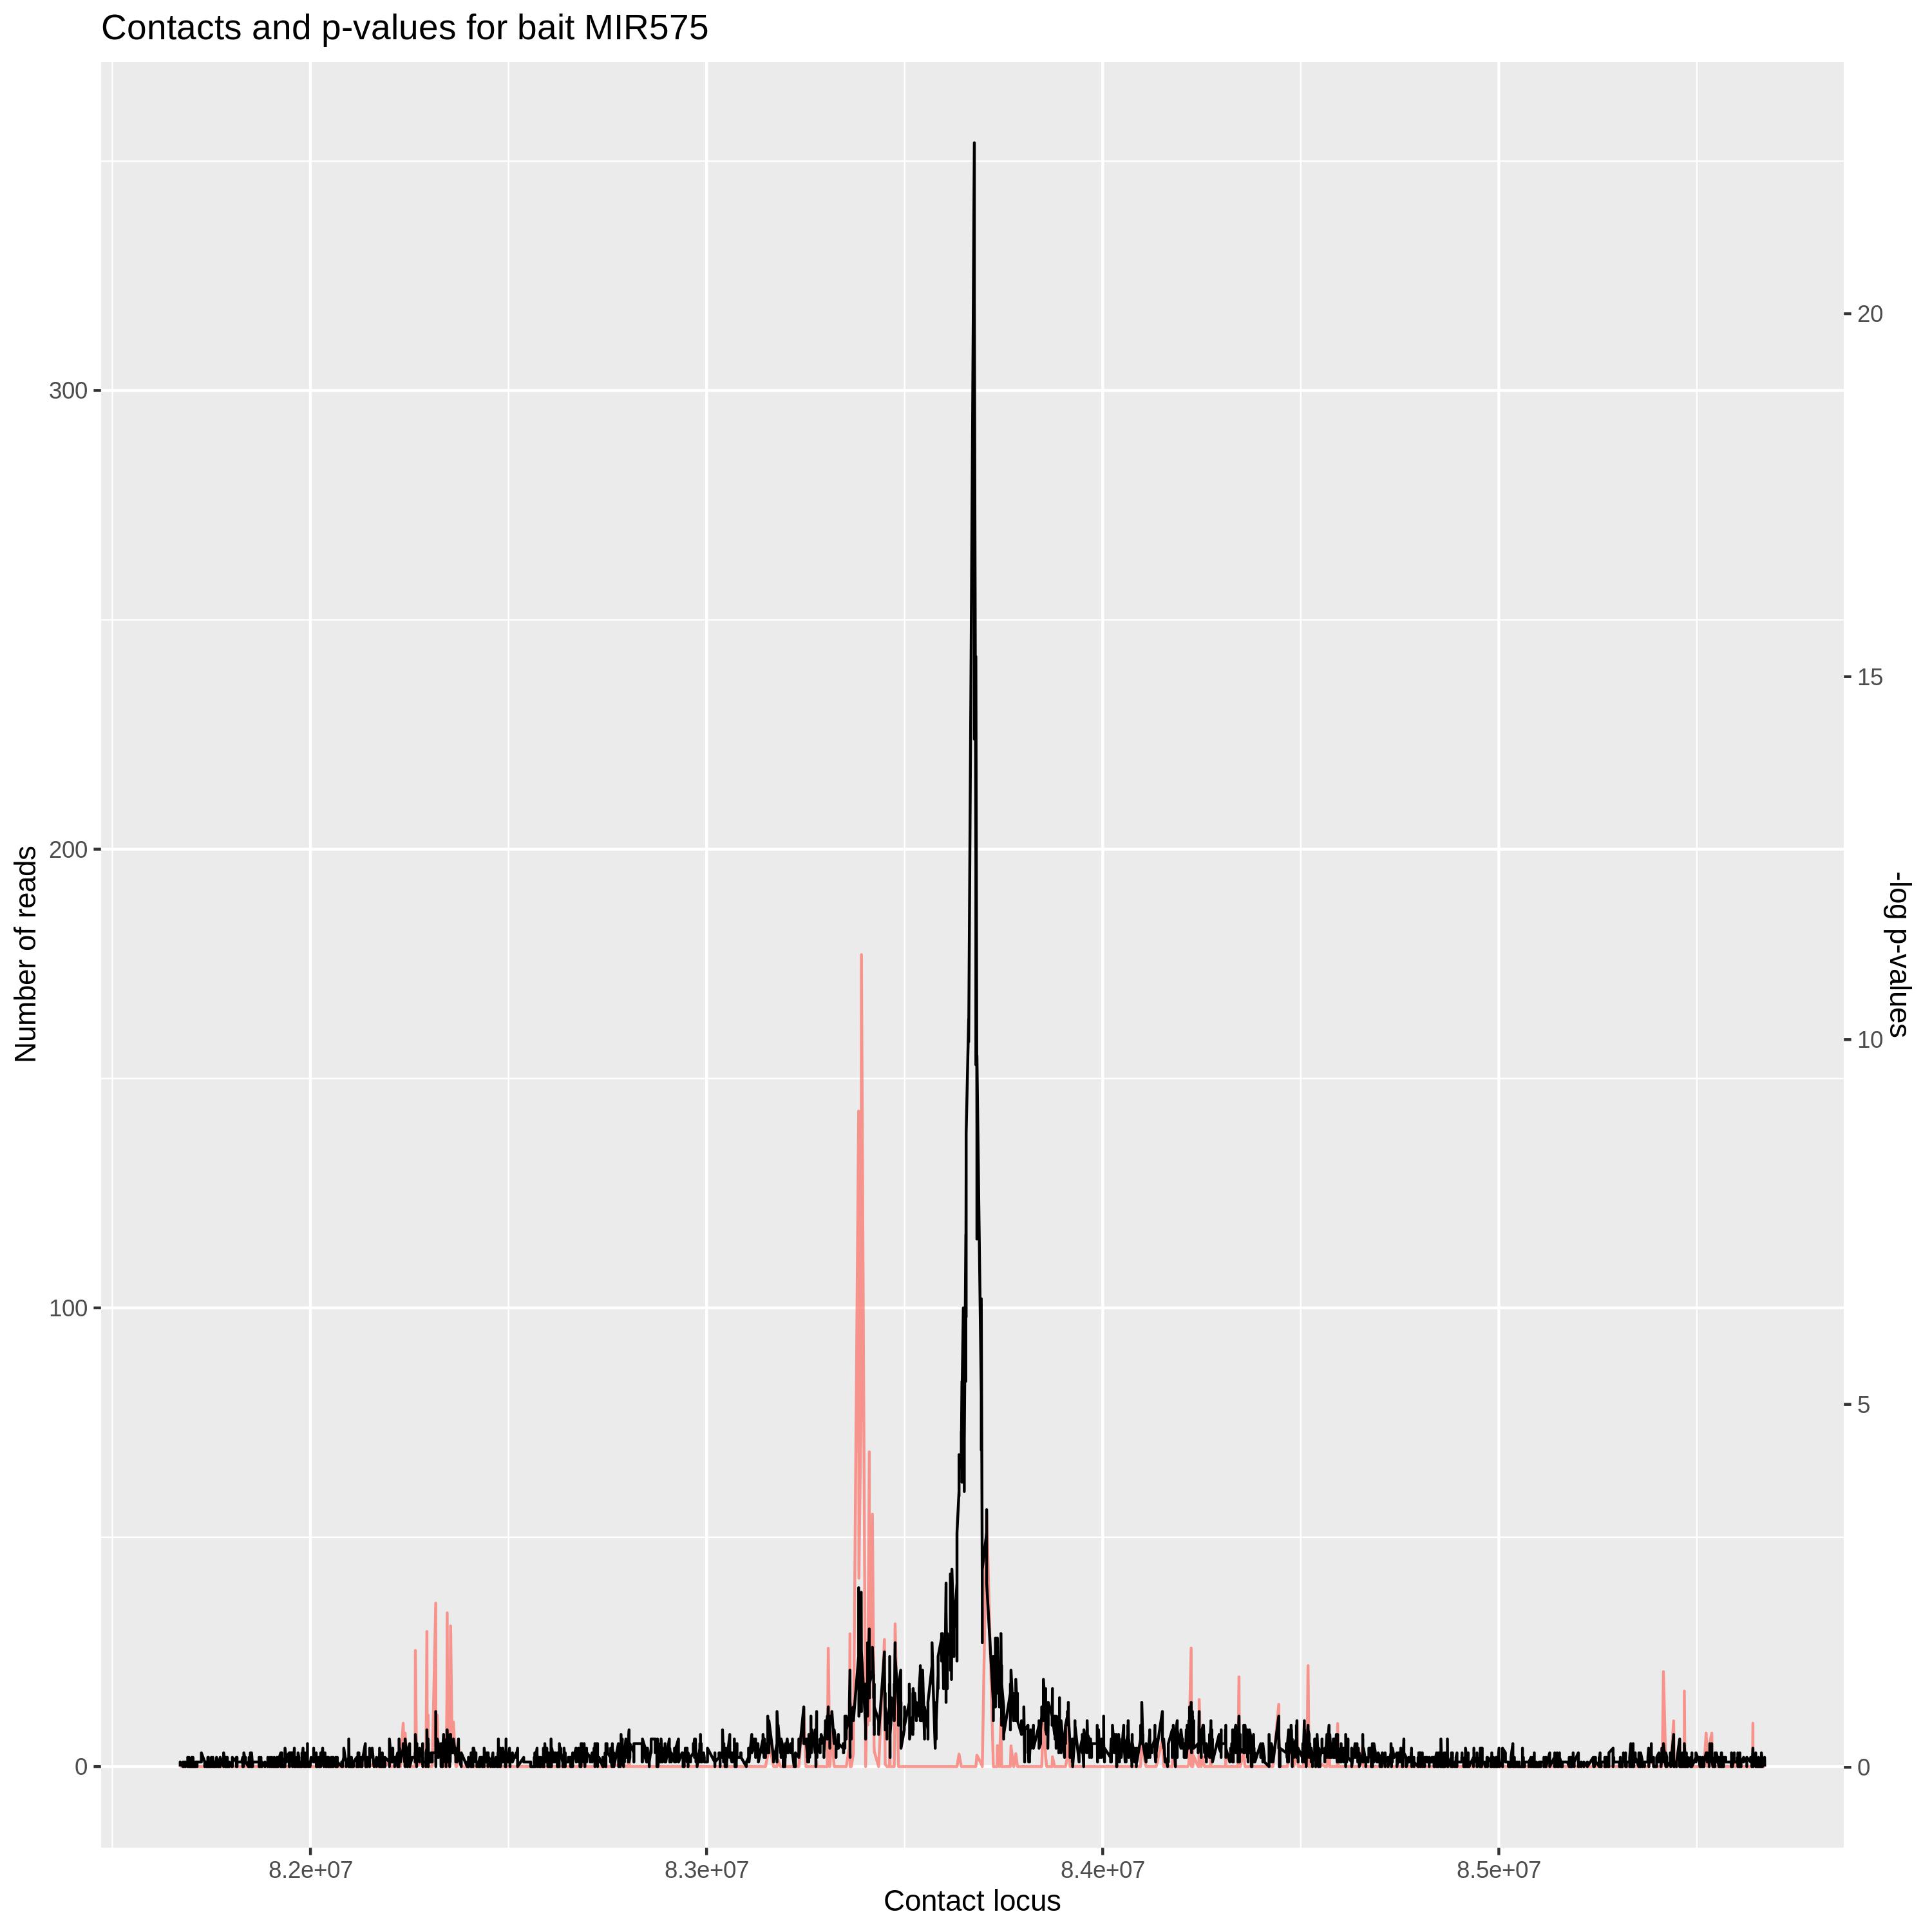 Contacts and p-values for bait MIR575
Number of reads
300
200
100
0
20
15
10
5
0
-log p-values
8.2e+07
8.3e+07
8.4e+07
8.5e+07
Contact locus